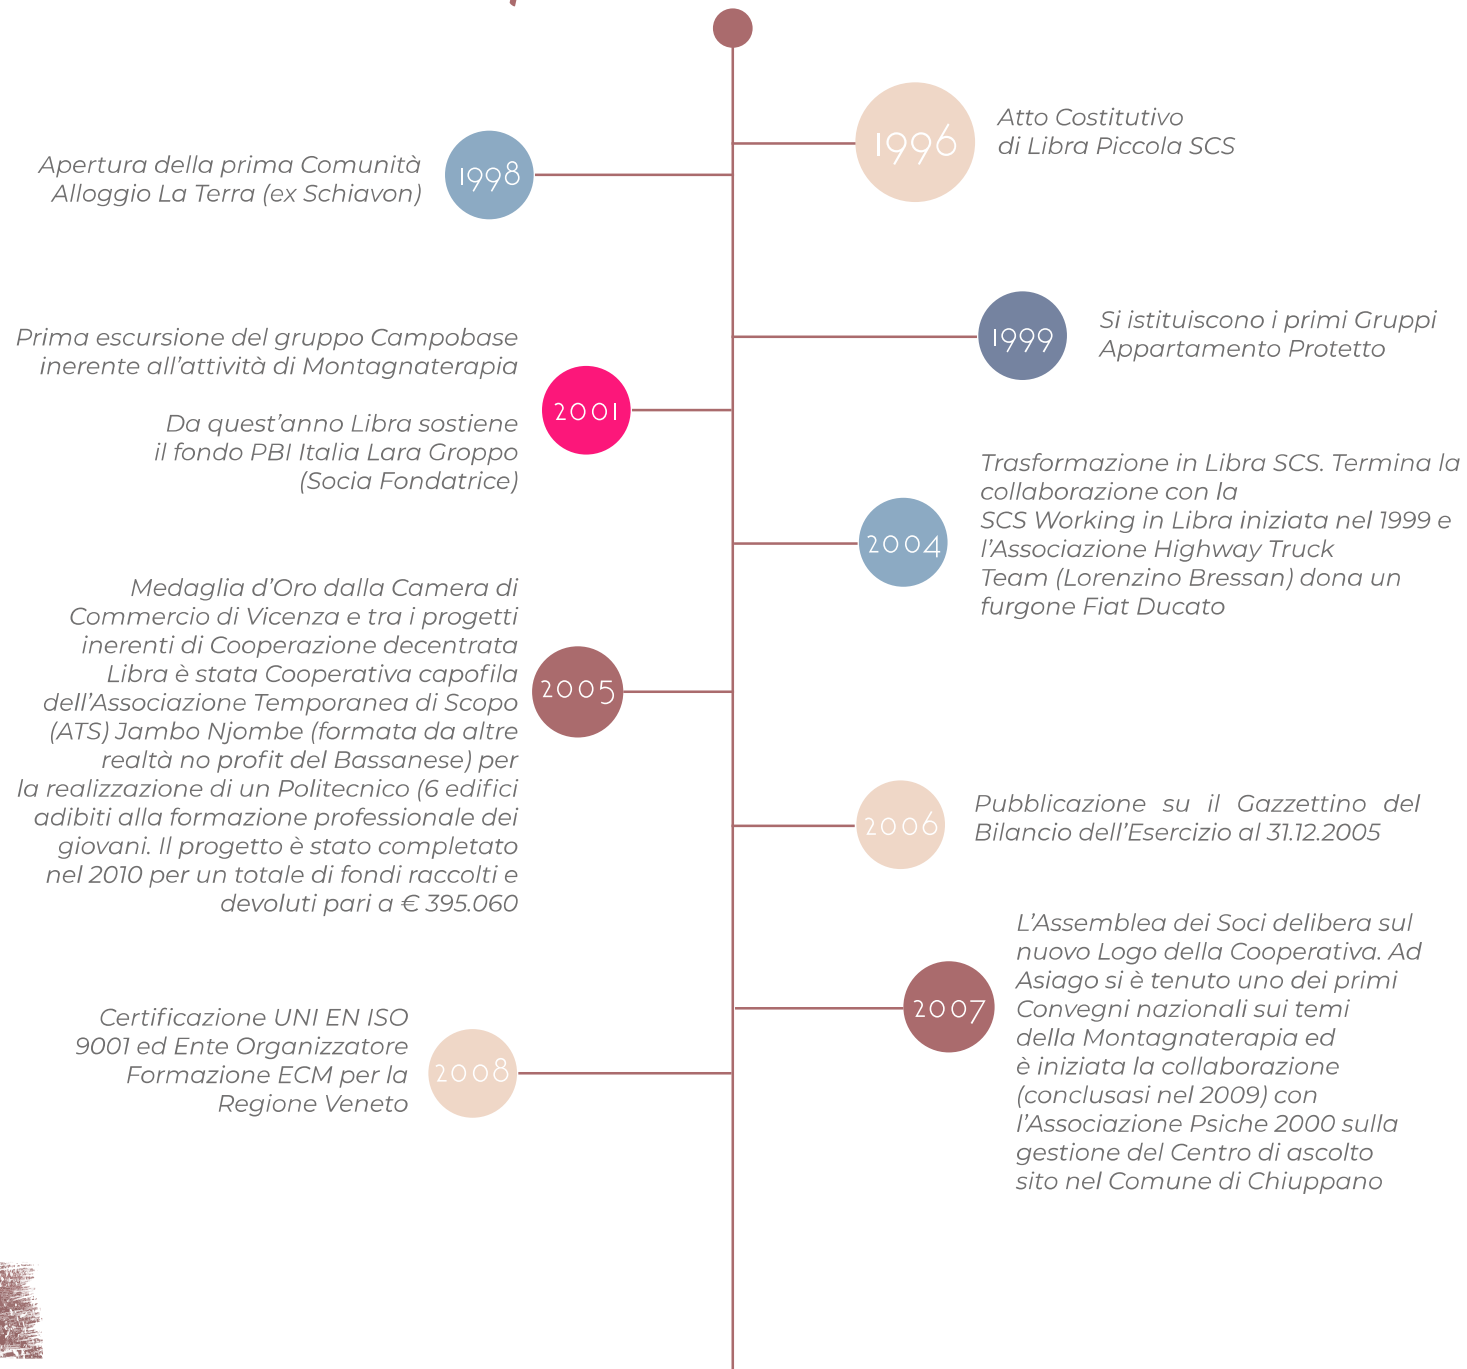 1996
Atto Costitutivo
di Libra Piccola SCS
1998
Apertura della prima Comunità
Alloggio La Terra (ex Schiavon)
1999
Si istituiscono i primi Gruppi
Appartamento Protetto
2001
Prima escursione del gruppo Campobase
inerente all'attività di Montagnaterapia
Da quest'anno Libra sostiene
il fondo PBI Italia Lara Groppo
(Socia Fondatrice)
2004
Trasformazione in Libra SCS. Termina la
collaborazione con la
SCS Working in Libra iniziata nel 1999 e
l'Associazione Highway Truck
Team (Lorenzino Bressan) dona un
furgone Fiat Ducato
2005
Medaglia d'Oro dalla Camera di
Commercio di Vicenza e tra i progetti
inerenti di Cooperazione decentrata
Libra è stata Cooperativa capofila
dell'Associazione Temporanea di Scopo
(ATS) Jambo Njombe (formata da altre
realtà no profit del Bassanese) per
la realizzazione di un Politecnico (6 edifici
adibiti alla formazione professionale dei
giovani. Il progetto è stato completato
nel 2010 per un totale di fondi raccolti e
devoluti pari a € 395.060
2006
Pubblicazione su il Gazzettino del
Bilancio dell'Esercizio al 31.12.2005
2007
L'Assemblea dei Soci delibera sul
nuovo Logo della Cooperativa. Ad
Asiago si è tenuto uno dei primi
Convegni nazionali sui temi
della Montagnaterapia ed
è iniziata la collaborazione
(conclusasi nel 2009) con
l'Associazione Psiche 2000 sulla
gestione del Centro di ascolto
sito nel Comune di Chiuppano
2008
Certificazione UNI EN ISO
9001 ed Ente Organizzatore
Formazione ECM per la
Regione Veneto